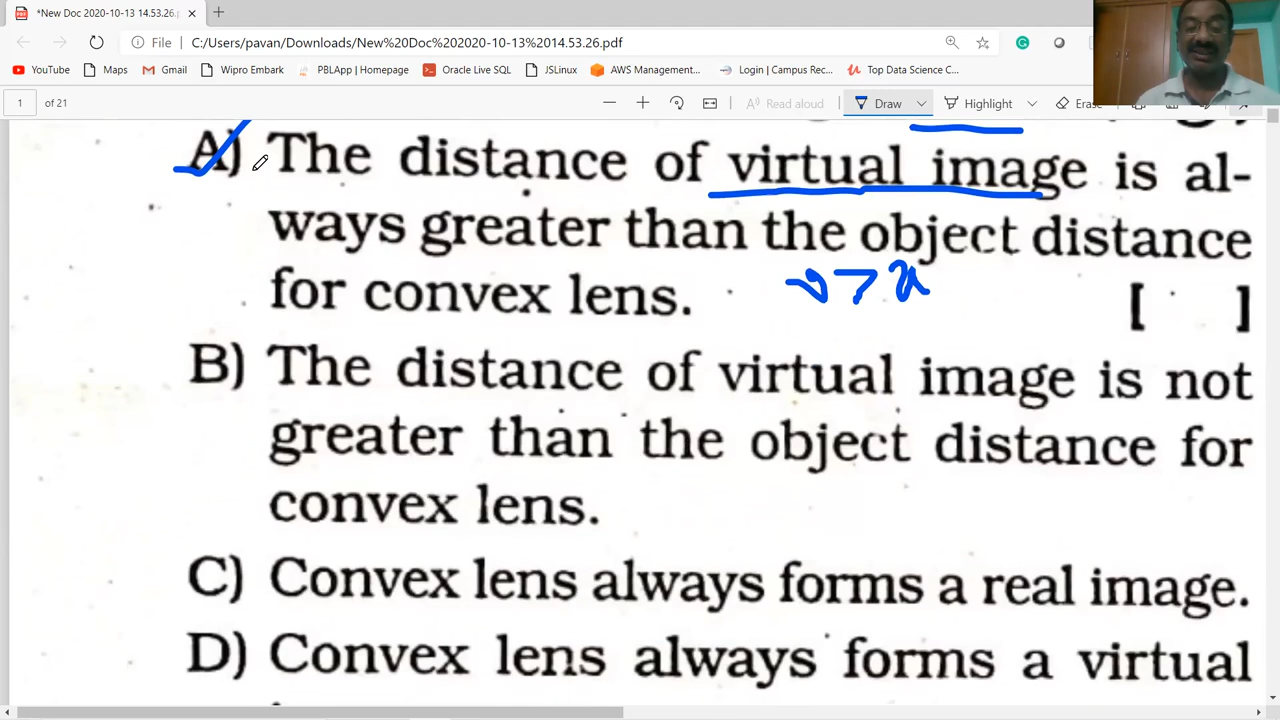 *New Doc 2020-10-13 14.53.26.p
File C:/Users/pavan/Downloads/New%20Doc%202020-10-13%2014.53.26.pdf
YouTube Maps Gmail Wipro Embark PBLApp | Homepage Oracle Live SQL JSLinux AWS Management... Login | Campus Rec... Top Data Science C...
1 of 21 Read aloud Draw Highlight Erase
A) The distance of virtual image is al-
ways greater than the object distance
for convex lens. [ ]
v > u
B) The distance of virtual image is not
greater than the object distance for
convex lens.
C) Convex lens always forms a real image.
D) Convex lens always forms a virtual